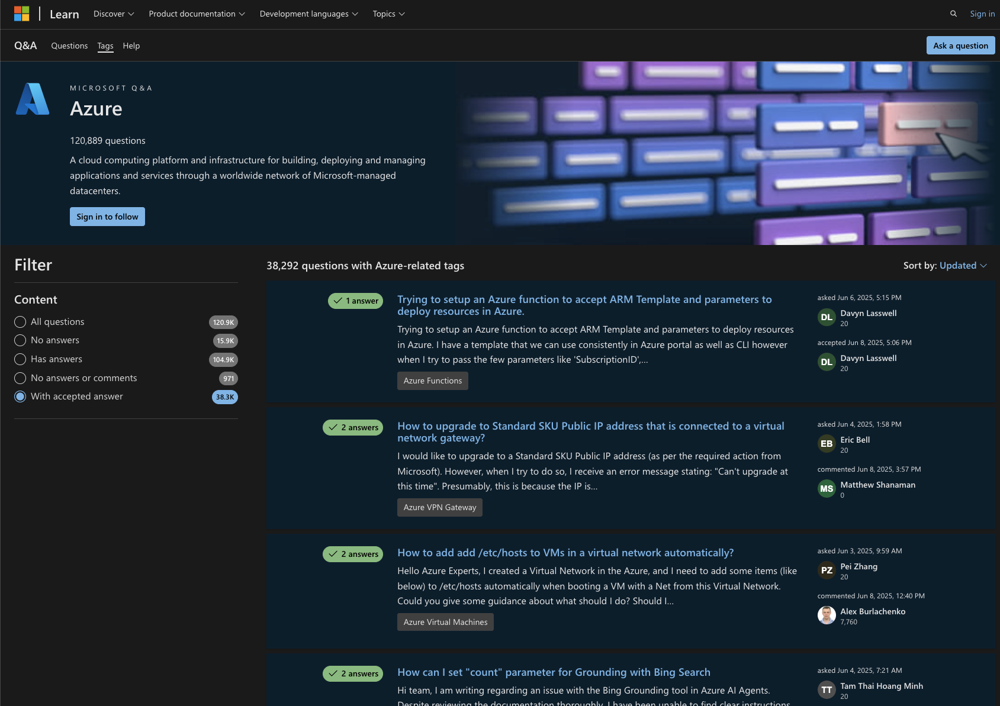 Learn
Discover
Product documentation
Development languages
Topics
Sign in
Q&A
Questions
Tags
Help
Ask a question
MICROSOFT Q&A
Azure
120,889 questions
A cloud computing platform and infrastructure for building, deploying and managing
applications and services through a worldwide network of Microsoft-managed
datacenters.
Sign in to follow
Filter
Content
All questions 120.9K
No answers 15.9K
Has answers 104.9K
No answers or comments 971
With accepted answer 38.3K
38,292 questions with Azure-related tags
Sort by: Updated
1 answer
Trying to setup an Azure function to accept ARM Template and parameters to
deploy resources in Azure.
Trying to setup an Azure function to accept ARM Template and parameters to deploy resources
in Azure. I have a template that we can use consistently in Azure portal as well as CLI however
when I try to pass the few parameters like 'SubscriptionID',...
Azure Functions
asked Jun 6, 2025, 5:15 PM
DL
Davyn Lasswell
20
accepted Jun 8, 2025, 5:06 PM
DL
Davyn Lasswell
20
2 answers
How to upgrade to Standard SKU Public IP address that is connected to a virtual
network gateway?
I would like to upgrade to a Standard SKU Public IP address (as per the required action from
Microsoft). However, when I try to do so, I receive an error message stating: "Can't upgrade at
this time". Presumably, this is because the IP is...
Azure VPN Gateway
asked Jun 4, 2025, 1:58 PM
EB
Eric Bell
20
commented Jun 8, 2025, 3:57 PM
MS
Matthew Shanaman
0
2 answers
How to add add /etc/hosts to VMs in a virtual network automatically?
Hello Azure Experts, I created a Virtual Network in the Azure, and I need to add some items (like
below) to /etc/hosts automatically when booting a VM with a Net from this Virtual Network.
Could you give some guidance about what should I do? Should I...
Azure Virtual Machines
asked Jun 3, 2025, 9:59 AM
PZ
Pei Zhang
20
commented Jun 8, 2025, 12:40 PM
Alex Burlachenko
7,760
2 answers
How can I set "count" parameter for Grounding with Bing Search
Hi team, I am writing regarding an issue with the Bing Grounding tool in Azure AI Agents.
Despite reviewing the documentation thoroughly, I have been unable to find clear instructions
asked Jun 4, 2025, 7:21 AM
TT
Tam Thai Hoang Minh
20